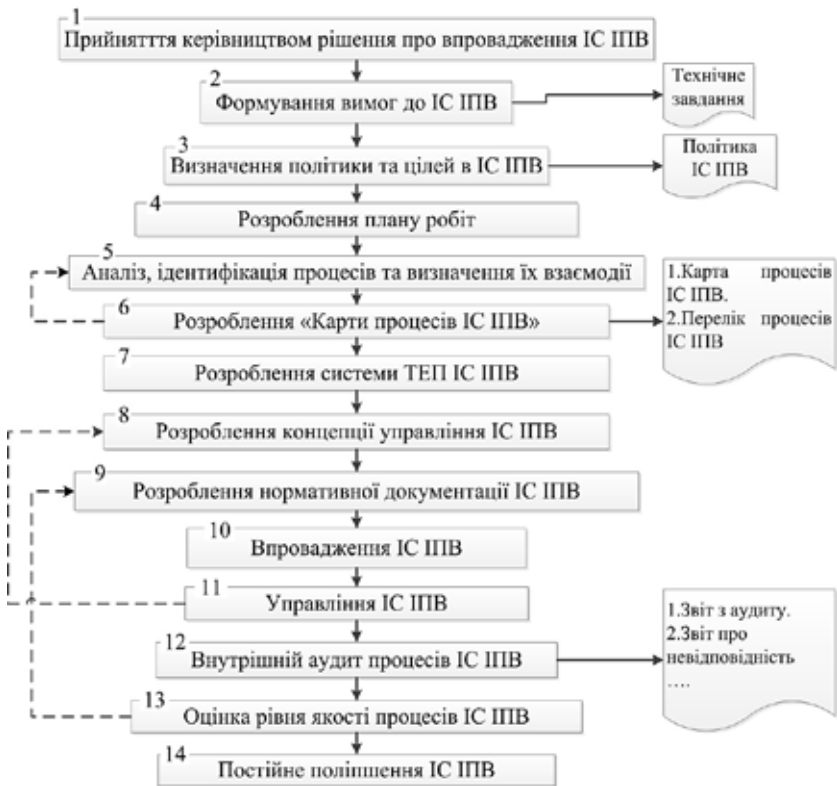 1
Прийнятття керівництвом рішення про впровадження ІС ІПВ
2
Формування вимог до ІС ІПВ
Технічне
завдання
3
Визначення політики та цілей в ІС ІПВ
Політика
ІС ІПВ
4
Розроблення плану робіт
5
Аналіз, ідентифікація процесів та визначення їх взаємодії
6
Розроблення «Карти процесів ІС ІПВ»
1.Карта процесів
ІС ІПВ.
2.Перелік процесів
ІС ІПВ
7
Розроблення системи ТЕП ІС ІПВ
8
Розроблення концепції управління ІС ІПВ
9
Розроблення нормативної документації ІС ІПВ
10
Впровадження ІС ІПВ
11
Управління ІС ІПВ
12
Внутрішній аудит процесів ІС ІПВ
1.Звіт з аудиту.
2.Звіт про
невідповідність
....
13
Оцінка рівня якості процесів ІС ІПВ
14
Постійне поліпшення ІС ІПВ